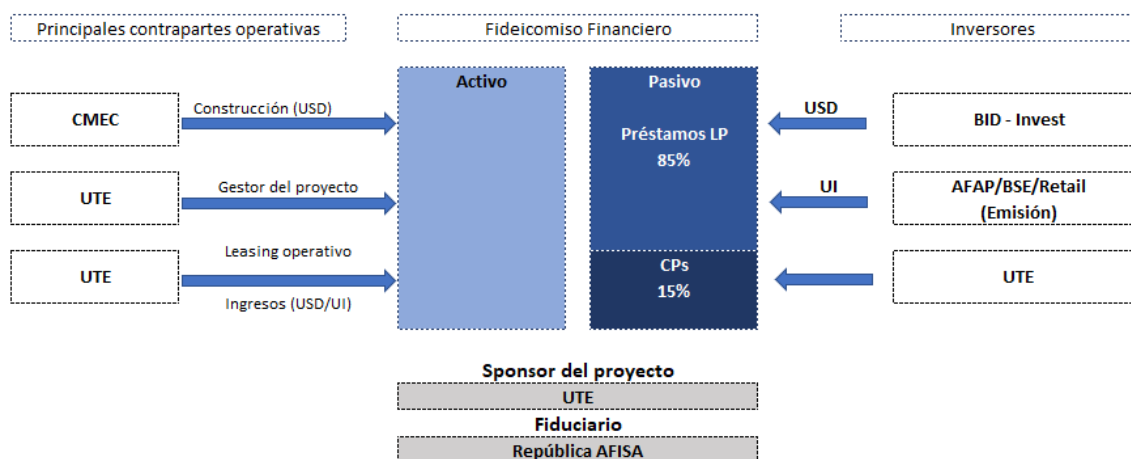 Principales contrapartes operativas
Fideicomiso Financiero
Inversores
CMEC
Construcción (USD)
UTE
Gestor del proyecto
UTE
Leasing operativo
Ingresos (USD/UI)
Activo
Pasivo
Préstamos LP
85%
CPs
15%
USD
BID - Invest
UI
AFAP/BSE/Retail
(Emisión)
UTE
Sponsor del proyecto
UTE
Fiduciario
República AFISA